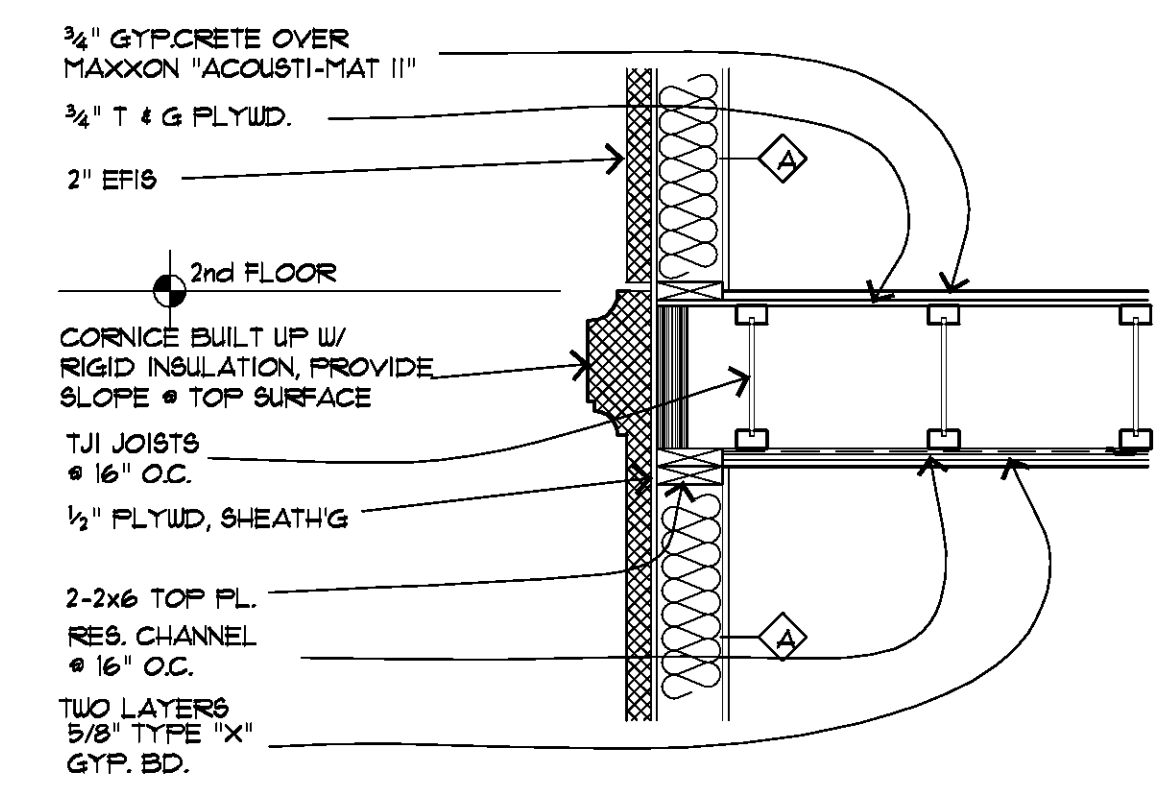 3/4" GYP.CRETE OVER
MAXXON "ACOUSTI-MAT II"
3/4" T & G PLYWD.
2" EFIS
A
2nd FLOOR
CORNICE BUILT UP W/
RIGID INSULATION, PROVIDE
SLOPE @ TOP SURFACE
TJI JOISTS
@ 16" O.C.
1/2" PLYWD, SHEATH'G
2-2x6 TOP PL.
RES. CHANNEL
@ 16" O.C.
A
TWO LAYERS
5/8" TYPE "X"
GYP. BD.